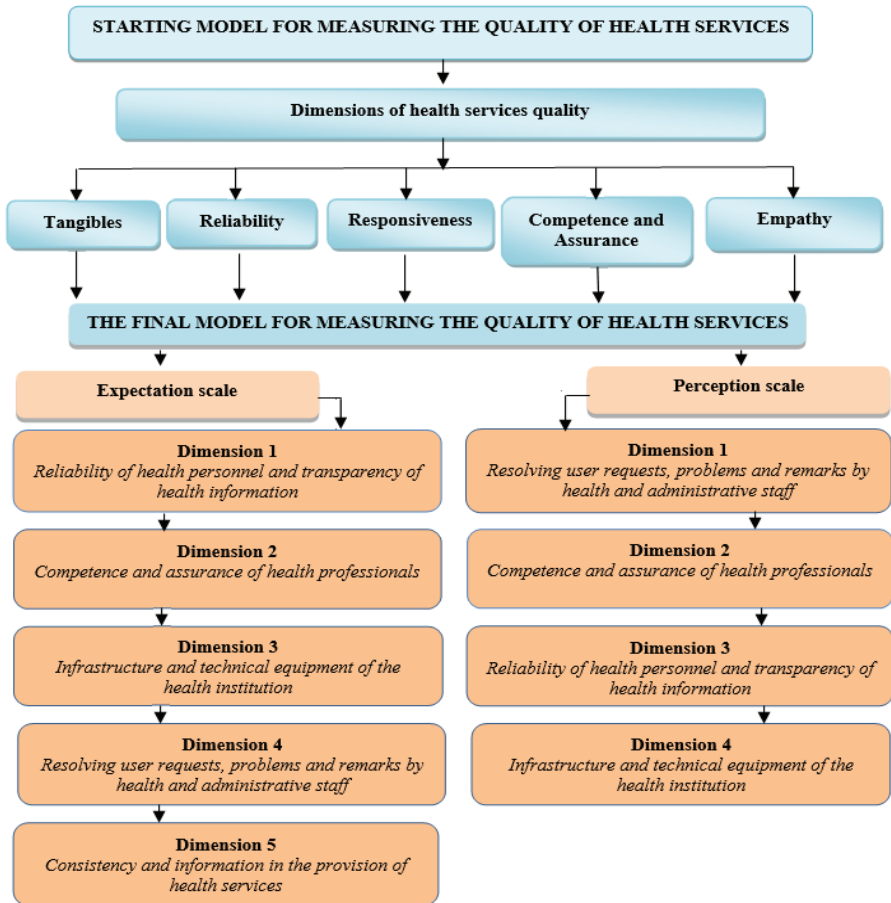 STARTING MODEL FOR MEASURING THE QUALITY OF HEALTH SERVICES
Dimensions of health services quality
Tangibles
Reliability
Responsiveness
Competence and
Assurance
Empathy
THE FINAL MODEL FOR MEASURING THE QUALITY OF HEALTH SERVICES
Expectation scale
Dimension 1
Reliability of health personnel and transparency of
health information
Dimension 2
Competence and assurance of health professionals
Dimension 3
Infrastructure and technical equipment of the
health institution
Dimension 4
Resolving user requests, problems and remarks by
health and administrative staff
Dimension 5
Consistency and information in the provision of
health services
Perception scale
Dimension 1
Resolving user requests, problems and remarks by
health and administrative staff
Dimension 2
Competence and assurance of health professionals
Dimension 3
Reliability of health personnel and transparency of
health information
Dimension 4
Infrastructure and technical equipment of the
health institution